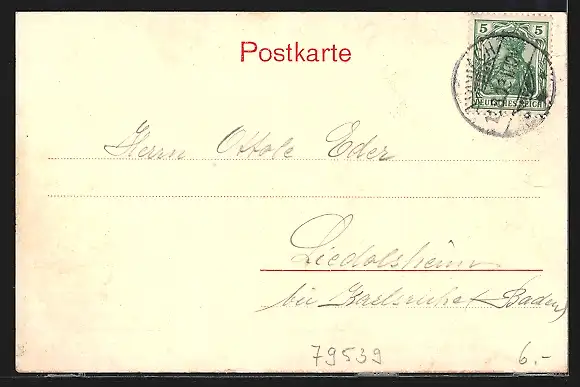 Postkarte
5 5
DEUTSCHES REICH
Herrn Ottole Eder
Liedolsheim
bei Karlsruhe (Baden)
79539
6.-